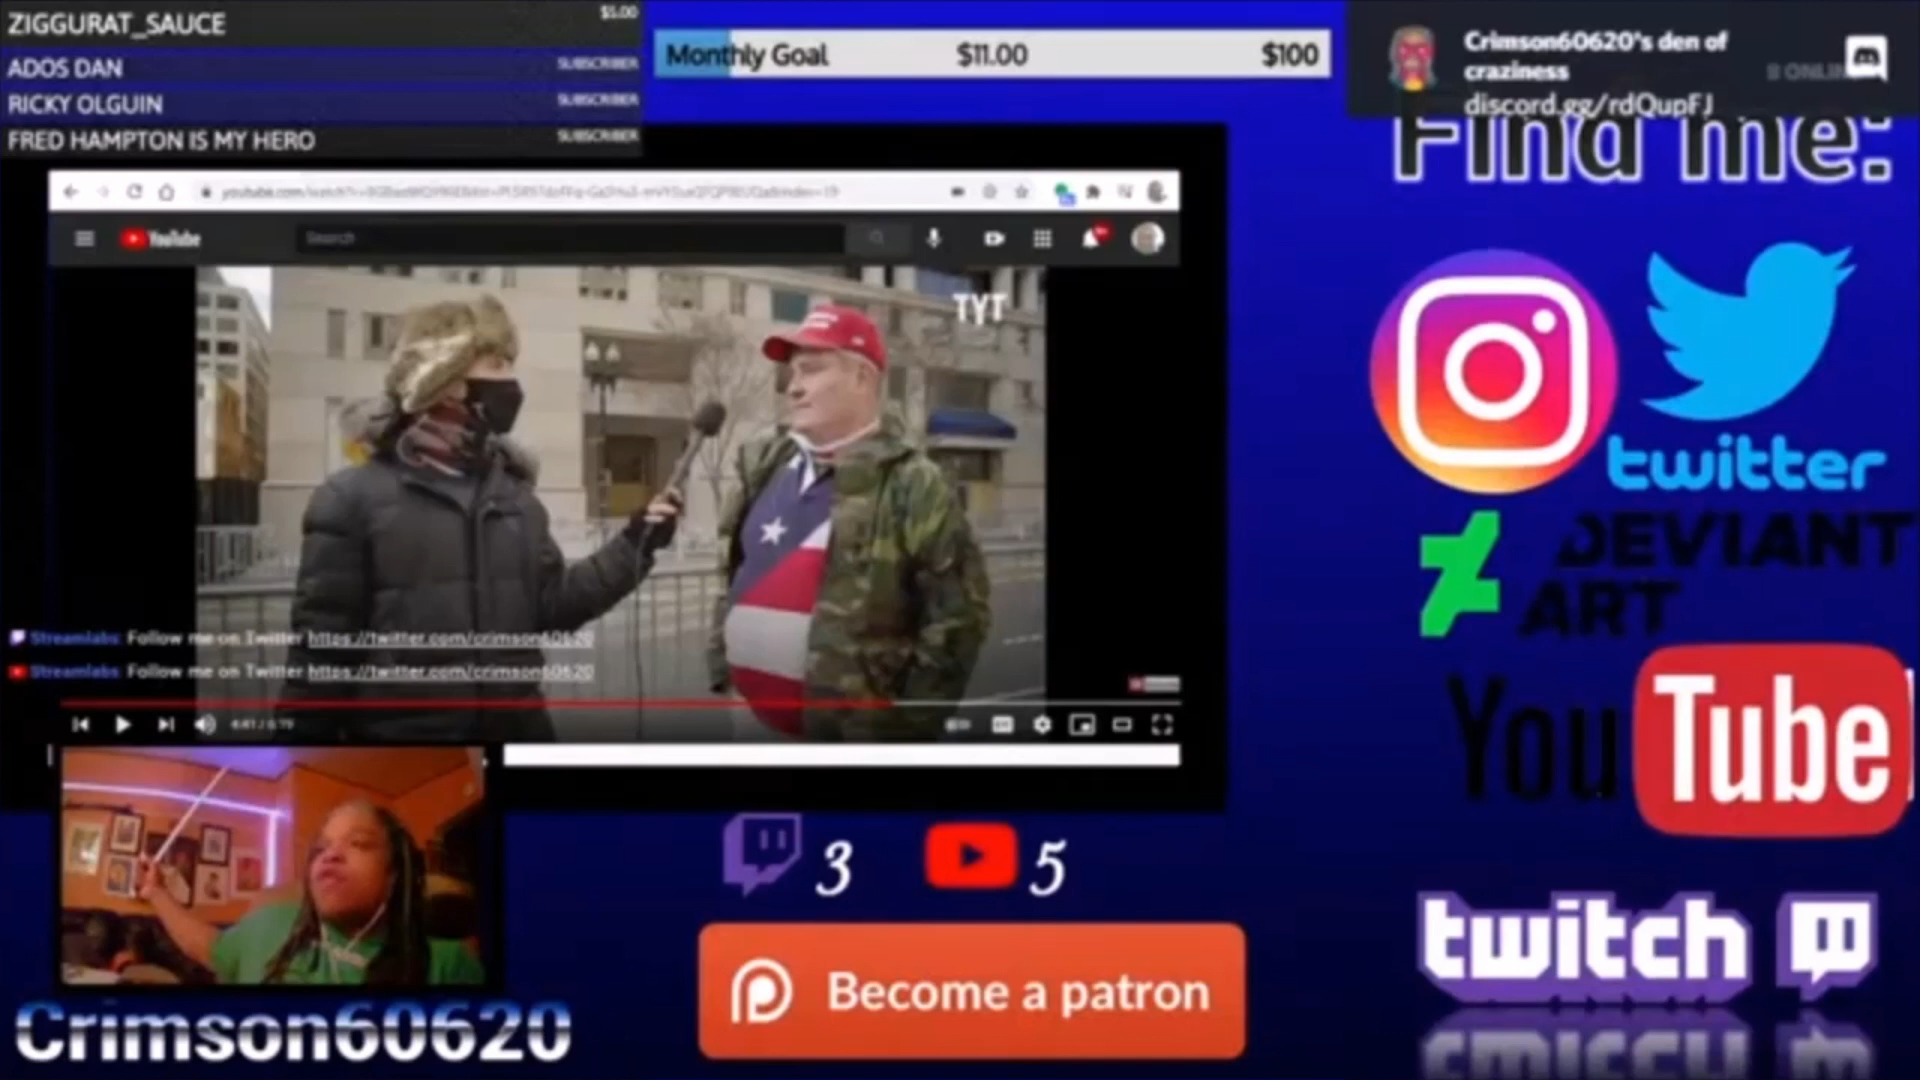 ZIGGURAT_SAUCE $5.00
ADOS DAN SUBSCRIBER
RICKY OLGUIN SUBSCRIBER
FRED HAMPTON IS MY HERO SUBSCRIBER
Monthly Goal $11.00 $100
Crimson60620's den of
craziness
discord.gg/rdQupFJ
Find me:
YouTube
Search
TYT
twitter
DEVIANT
ART
Streamlabs: Follow me on Twitter https://twitter.com/crimson60620
Streamlabs: Follow me on Twitter https://twitter.com/crimson60620
YouTube
3 5
twitch
Become a patron
Crimson60620